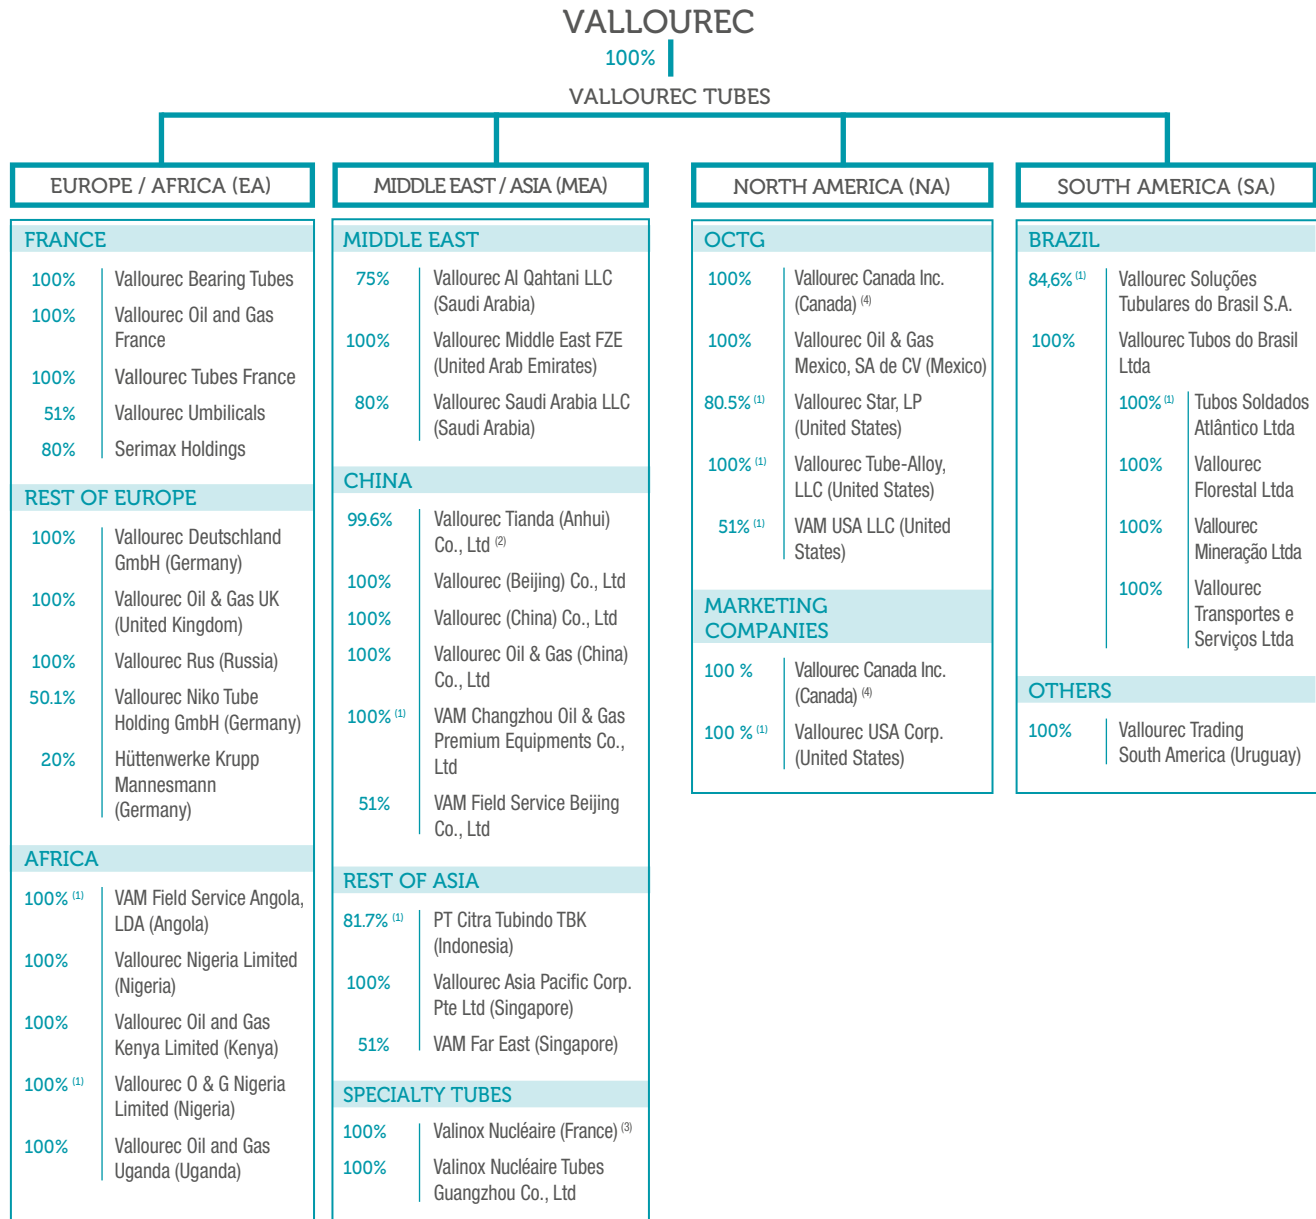 VALLOUREC
100%
VALLOUREC TUBES
EUROPE / AFRICA (EA)
FRANCE
100% Vallourec Bearing Tubes
100% Vallourec Oil and Gas
France
100% Vallourec Tubes France
51% Vallourec Umbilicals
80% Serimax Holdings
REST OF EUROPE
100% Vallourec Deutschland
GmbH (Germany)
100% Vallourec Oil & Gas UK
(United Kingdom)
100% Vallourec Rus (Russia)
50.1% Vallourec Niko Tube
Holding GmbH (Germany)
20% Hüttenwerke Krupp
Mannesmann
(Germany)
AFRICA
100% (1) VAM Field Service Angola,
LDA (Angola)
100% Vallourec Nigeria Limited
(Nigeria)
100% Vallourec Oil and Gas
Kenya Limited (Kenya)
100% (1) Vallourec O & G Nigeria
Limited (Nigeria)
100% Vallourec Oil and Gas
Uganda (Uganda)
MIDDLE EAST / ASIA (MEA)
MIDDLE EAST
75% Vallourec Al Qahtani LLC
(Saudi Arabia)
100% Vallourec Middle East FZE
(United Arab Emirates)
80% Vallourec Saudi Arabia LLC
(Saudi Arabia)
CHINA
99.6% Vallourec Tianda (Anhui)
Co., Ltd (2)
100% Vallourec (Beijing) Co., Ltd
100% Vallourec (China) Co., Ltd
100% Vallourec Oil & Gas (China)
Co., Ltd
100% (1) VAM Changzhou Oil & Gas
Premium Equipments Co.,
Ltd
51% VAM Field Service Beijing
Co., Ltd
REST OF ASIA
81.7% (1) PT Citra Tubindo TBK
(Indonesia)
100% Vallourec Asia Pacific Corp.
Pte Ltd (Singapore)
51% VAM Far East (Singapore)
SPECIALTY TUBES
100% Valinox Nucléaire (France) (3)
100% Valinox Nucléaire Tubes
Guangzhou Co., Ltd
NORTH AMERICA (NA)
OCTG
100% Vallourec Canada Inc.
(Canada) (4)
100% Vallourec Oil & Gas
Mexico, SA de CV (Mexico)
80.5% (1) Vallourec Star, LP
(United States)
100% (1) Vallourec Tube-Alloy,
LLC (United States)
51% (1) VAM USA LLC (United
States)
MARKETING
COMPANIES
100 % Vallourec Canada Inc.
(Canada) (4)
100 % (1) Vallourec USA Corp.
(United States)
SOUTH AMERICA (SA)
BRAZIL
84,6% (1) Vallourec Soluções
Tubulares do Brasil S.A.
100% Vallourec Tubos do Brasil
Ltda
100% (1) Tubos Soldados
Atlântico Ltda
100% Vallourec
Florestal Ltda
100% Vallourec
Mineração Ltda
100% Vallourec
Transportes e
Serviços Ltda
OTHERS
100% Vallourec Trading
South America (Uruguay)